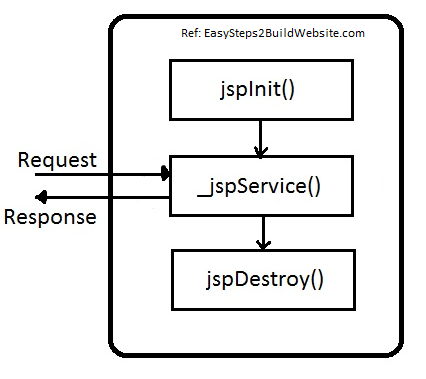 Ref: EasySteps2BuildWebsite.com
jspInit()
Request
_jspService()
Response
jspDestroy()